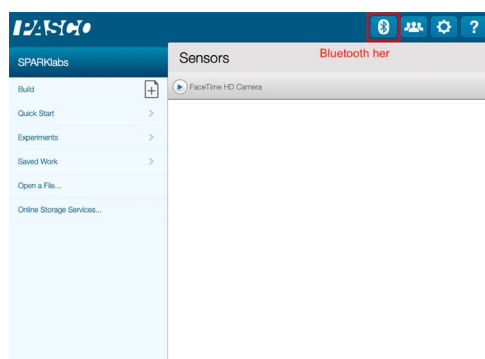 PASCO
?
SPARKlabs
Sensors
Bluetooth her
Build
FaceTime HD Camera
Quick Start
Experiments
Saved Work
Open a File...
Online Storage Services...